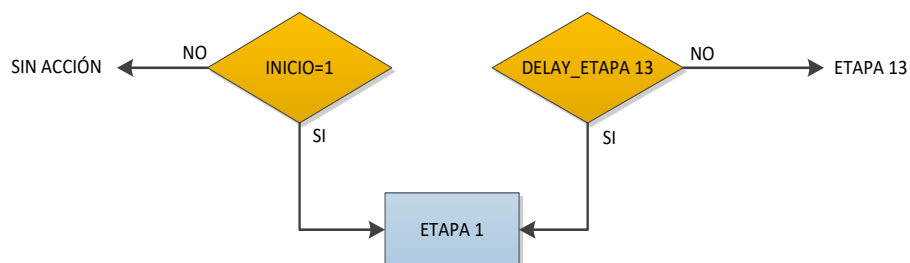 NO
SIN ACCIÓN
INICIO=1
DELAY_ETAPA 13
NO
ETAPA 13
SI
SI
ETAPA 1